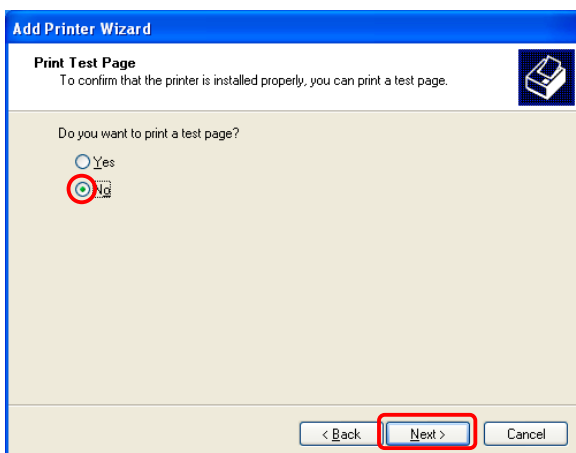 Add Printer Wizard
Print Test Page
To confirm that the printer is installed properly, you can print a test page.
Do you want to print a test page?
Yes
No
< Back Next > Cancel